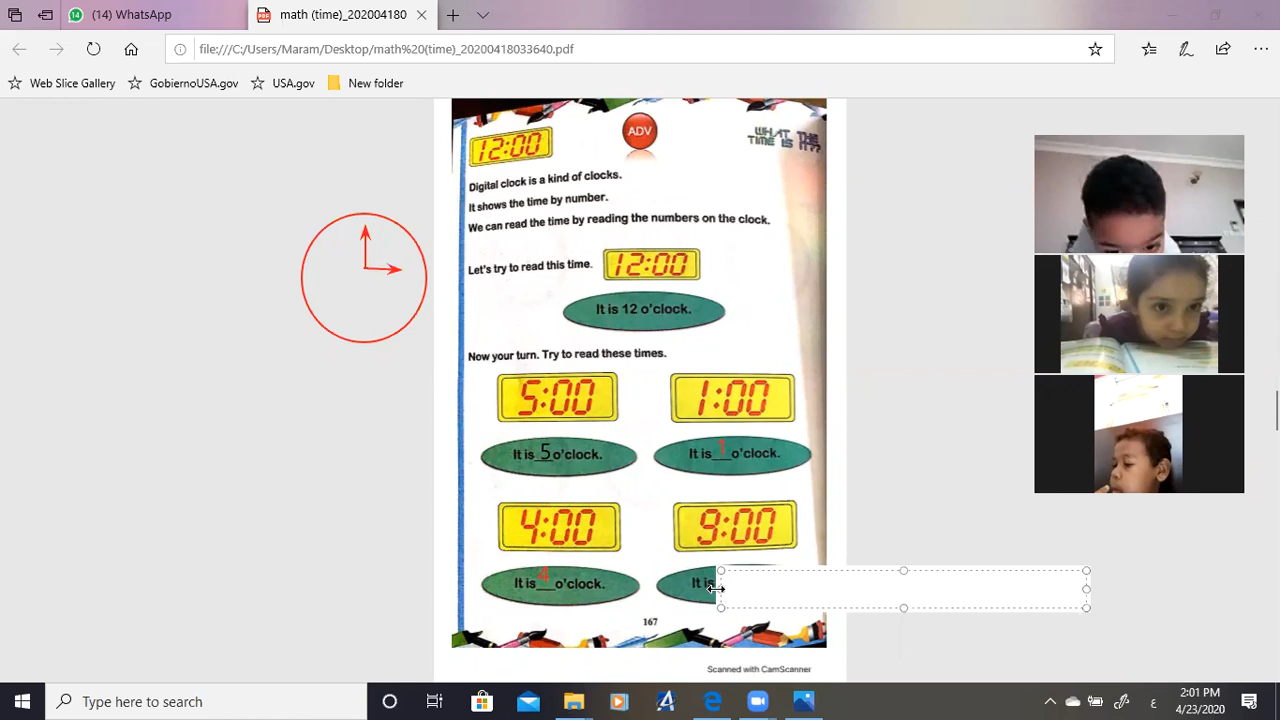 (14) WhatsApp
math (time)_202004180
file:///C:/Users/Maram/Desktop/math%20(time)_20200418033640.pdf
Web Slice Gallery
GobiernoUSA.gov
USA.gov
New folder
12:00
ADV
WHAT THE
TIME IS IT??
Digital clock is a kind of clocks.
It shows the time by number.
We can read the time by reading the numbers on the clock.
Let's try to read this time.
12:00
It is 12 o'clock.
Now your turn. Try to read these times.
5:00
1:00
It is 5 o'clock.
It is 1 o'clock.
4:00
9:00
It is 4 o'clock.
It is
167
Scanned with CamScanner
Type here to search
ع
2:01 PM
4/23/2020